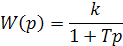 W(p) = k / (1 + Tp)